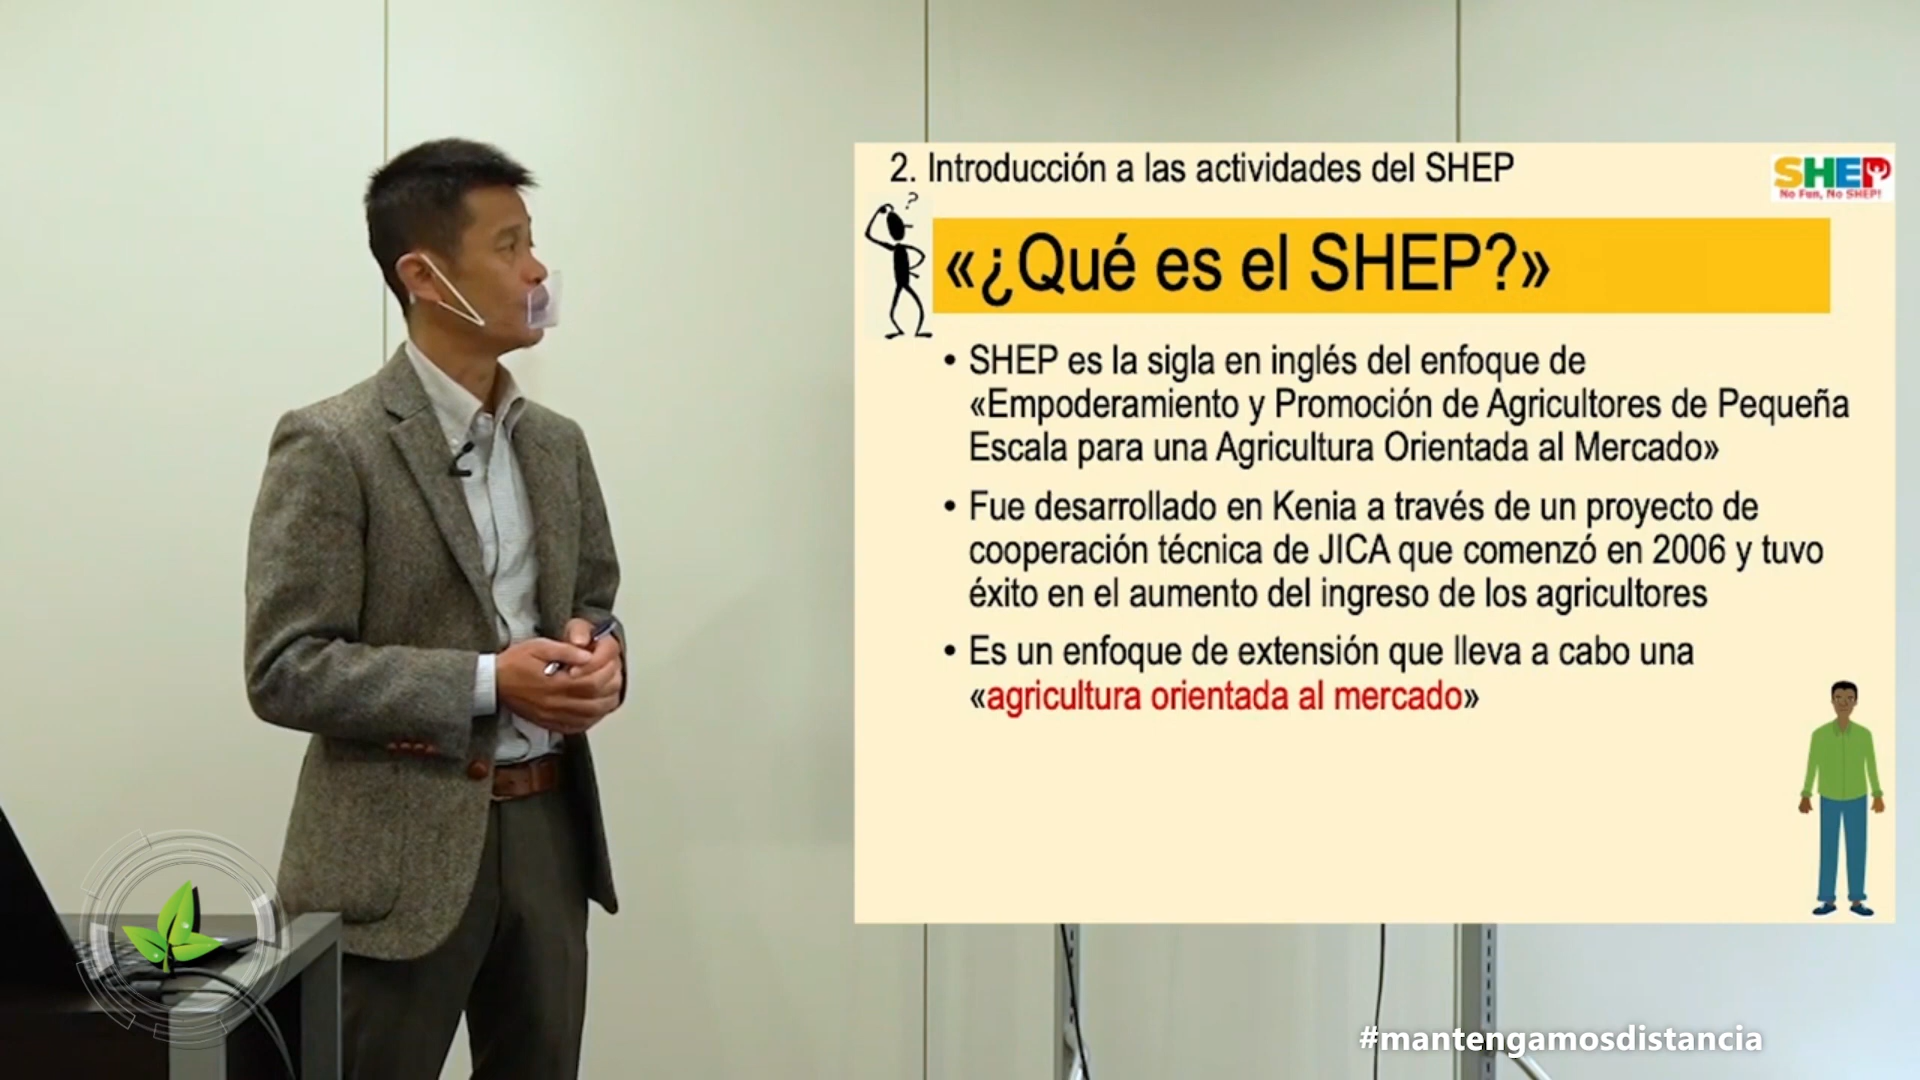 2. Introducción a las actividades del SHEP
SHEP
No Fun, No SHEP!
?
«¿Qué es el SHEP?»
• SHEP es la sigla en inglés del enfoque de
«Empoderamiento y Promoción de Agricultores de Pequeña
Escala para una Agricultura Orientada al Mercado»
• Fue desarrollado en Kenia a través de un proyecto de
cooperación técnica de JICA que comenzó en 2006 y tuvo
éxito en el aumento del ingreso de los agricultores
• Es un enfoque de extensión que lleva a cabo una
«agricultura orientada al mercado»
#mantengamosdistancia